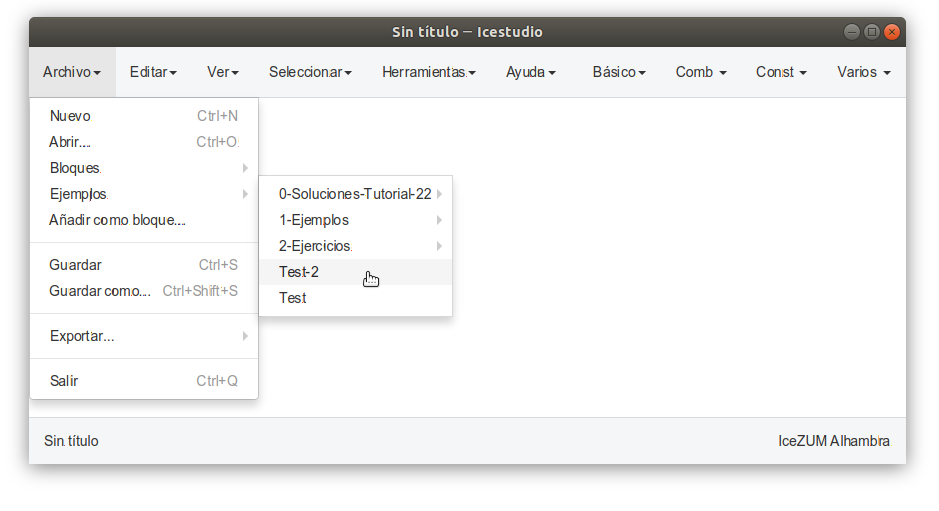 Sin título – Icestudio
Archivo Editar Ver Seleccionar Herramientas Ayuda Básico Comb Const Varios
Nuevo Ctrl+N
Abrir... Ctrl+O
Bloques
Ejemplos
Añadir como bloque...
Guardar Ctrl+S
Guardar como... Ctrl+Shift+S
Exportar...
Salir Ctrl+Q
0-Soluciones-Tutorial-22
1-Ejemplos
2-Ejercicios
Test-2
Test
Sin título IceZUM Alhambra